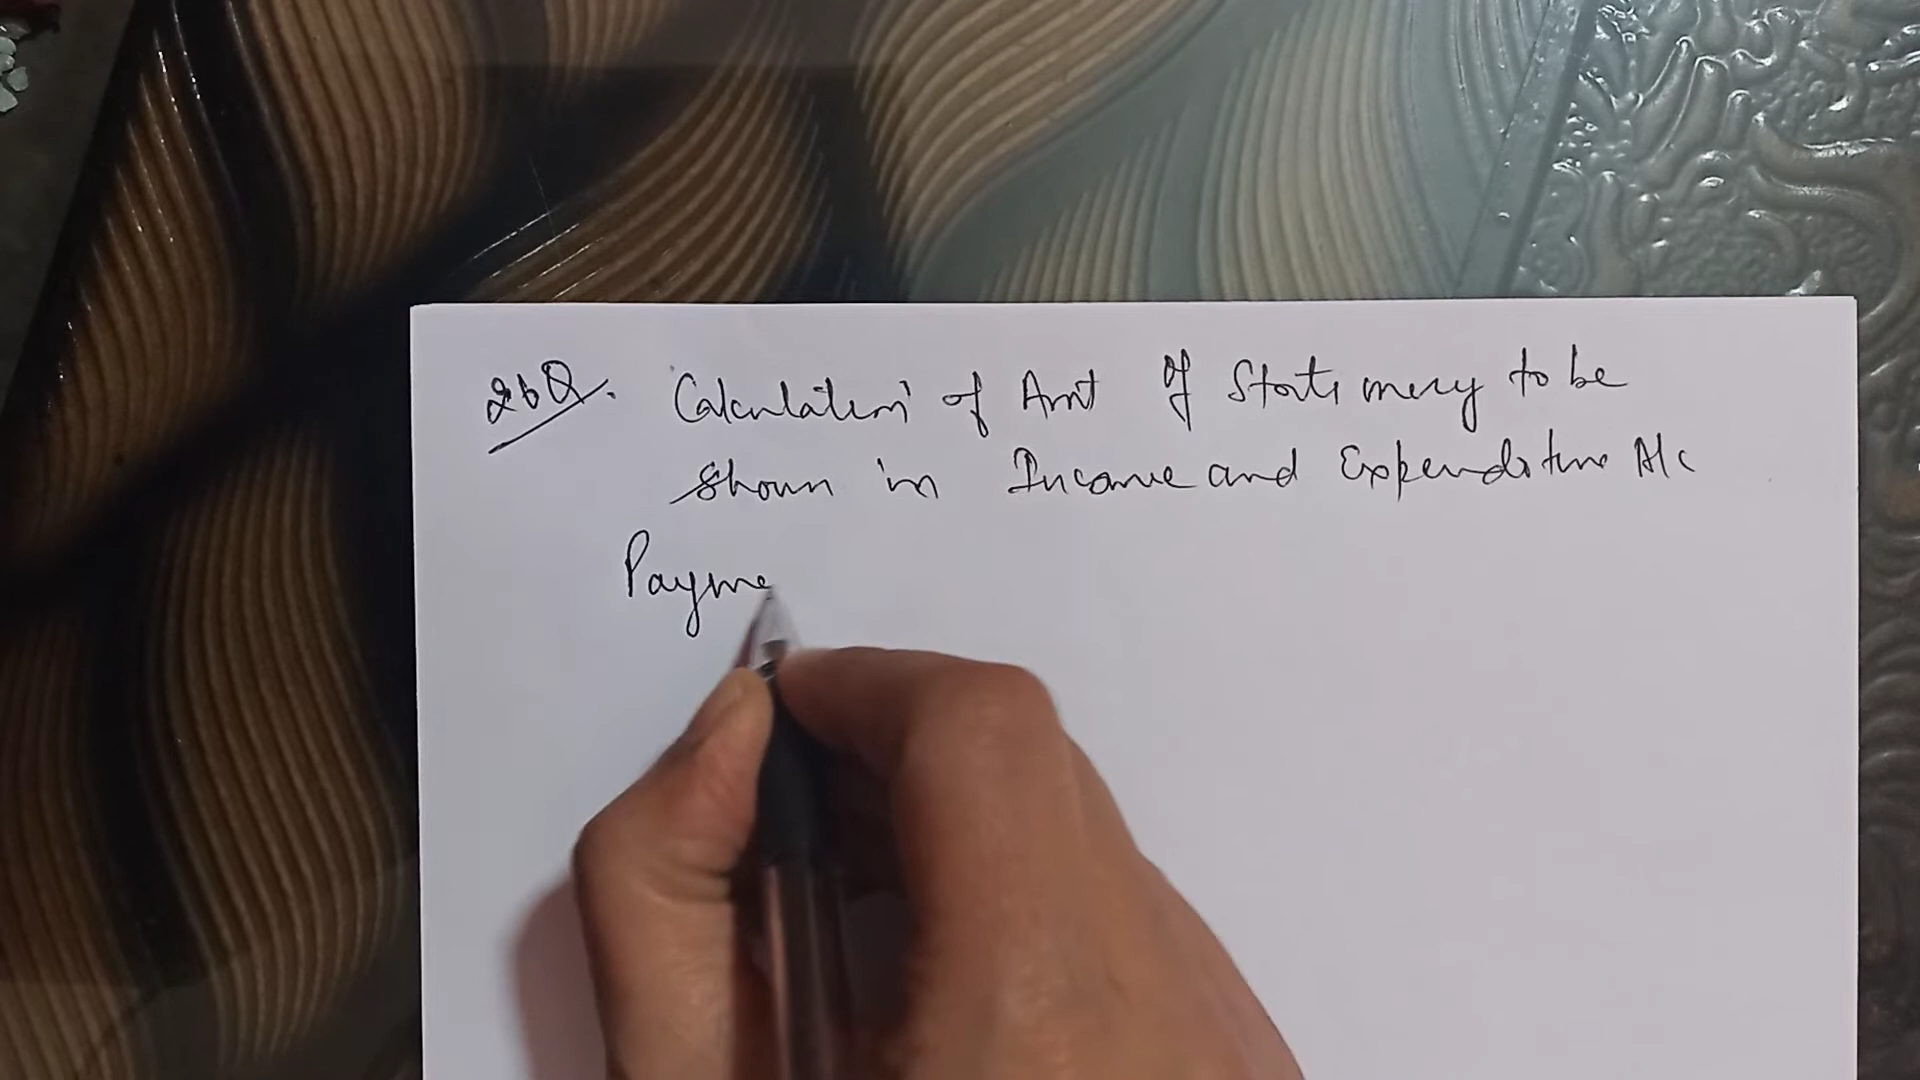 26Q. Calculation of Amt of Stationery to be
shown in Income and Expenditure A/c
Payme